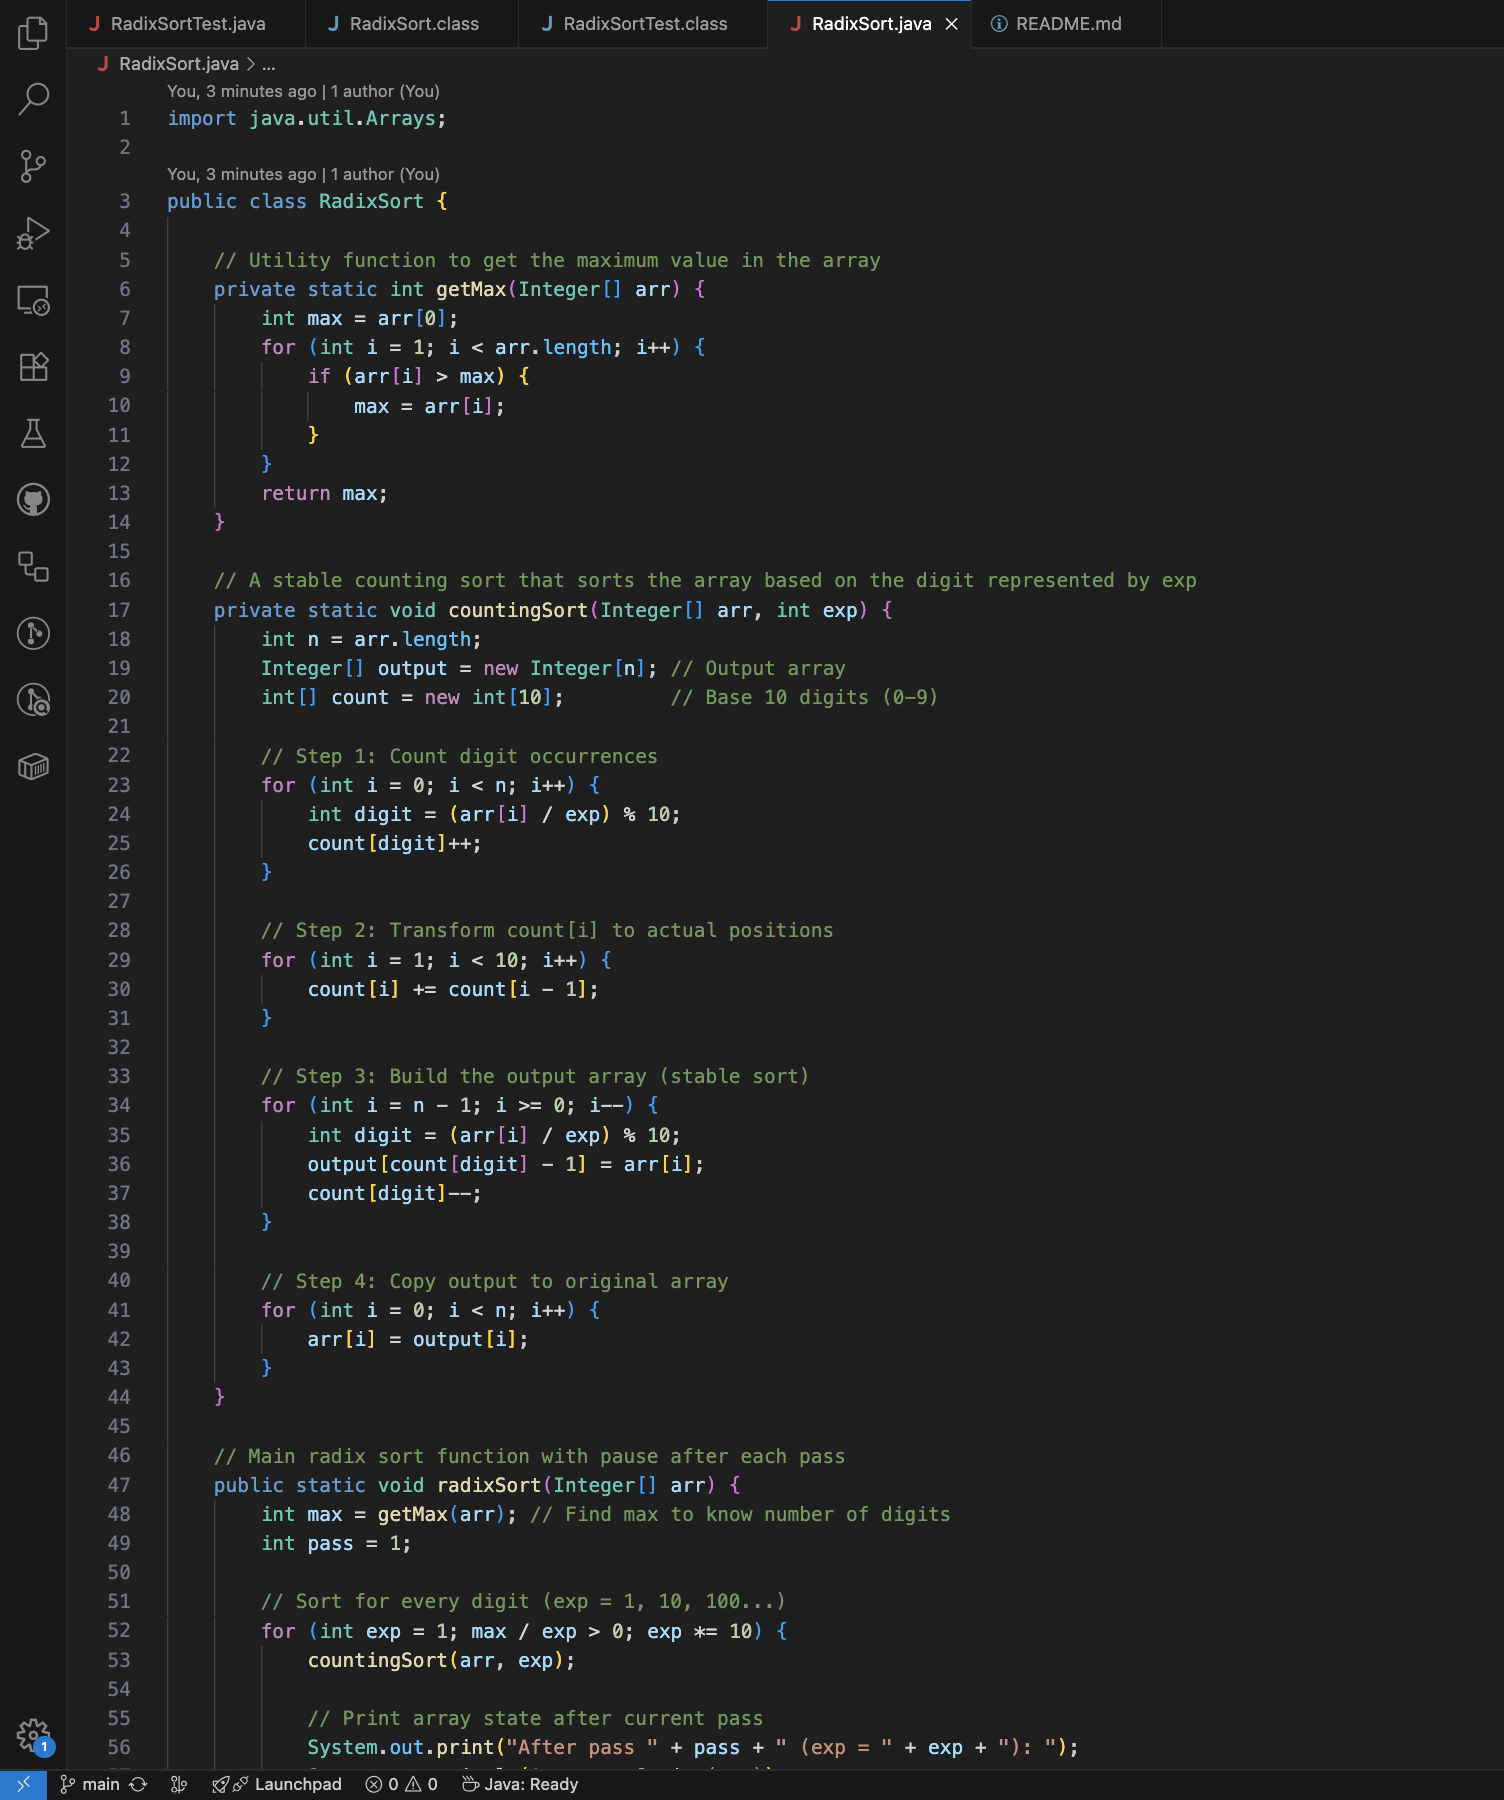 RadixSortTest.java RadixSort.class RadixSortTest.class RadixSort.java README.md
RadixSort.java > ...
You, 3 minutes ago | 1 author (You)
1 import java.util.Arrays;
2
You, 3 minutes ago | 1 author (You)
3 public class RadixSort {
4
5     // Utility function to get the maximum value in the array
6     private static int getMax(Integer[] arr) {
7         int max = arr[0];
8         for (int i = 1; i < arr.length; i++) {
9             if (arr[i] > max) {
10                 max = arr[i];
11             }
12         }
13         return max;
14     }
15
16     // A stable counting sort that sorts the array based on the digit represented by exp
17     private static void countingSort(Integer[] arr, int exp) {
18         int n = arr.length;
19         Integer[] output = new Integer[n]; // Output array
20         int[] count = new int[10];         // Base 10 digits (0-9)
21
22         // Step 1: Count digit occurrences
23         for (int i = 0; i < n; i++) {
24             int digit = (arr[i] / exp) % 10;
25             count[digit]++;
26         }
27
28         // Step 2: Transform count[i] to actual positions
29         for (int i = 1; i < 10; i++) {
30             count[i] += count[i - 1];
31         }
32
33         // Step 3: Build the output array (stable sort)
34         for (int i = n - 1; i >= 0; i--) {
35             int digit = (arr[i] / exp) % 10;
36             output[count[digit] - 1] = arr[i];
37             count[digit]--;
38         }
39
40         // Step 4: Copy output to original array
41         for (int i = 0; i < n; i++) {
42             arr[i] = output[i];
43         }
44     }
45
46     // Main radix sort function with pause after each pass
47     public static void radixSort(Integer[] arr) {
48         int max = getMax(arr); // Find max to know number of digits
49         int pass = 1;
50
51         // Sort for every digit (exp = 1, 10, 100...)
52         for (int exp = 1; max / exp > 0; exp *= 10) {
53             countingSort(arr, exp);
54
55             // Print array state after current pass
56             System.out.print("After pass " + pass + " (exp = " + exp + "): ");
1
main Launchpad 0 0 Java: Ready